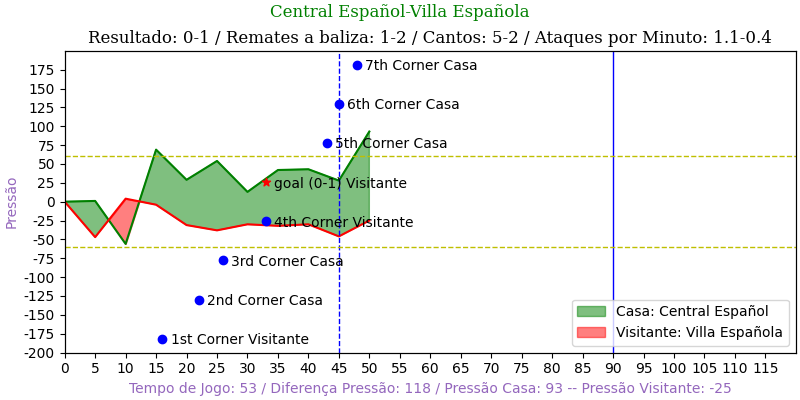 Central Español-Villa Española
Resultado: 0-1 / Remates a baliza: 1-2 / Cantos: 5-2 / Ataques por Minuto: 1.1-0.4
Pressão
175
150
125
100
75
50
25
0
-25
-50
-75
-100
-125
-150
-175
-200
7th Corner Casa
6th Corner Casa
5th Corner Casa
goal (0-1) Visitante
4th Corner Visitante
3rd Corner Casa
2nd Corner Casa
1st Corner Visitante
Casa: Central Español
Visitante: Villa Española
0 5 10 15 20 25 30 35 40 45 50 55 60 65 70 75 80 85 90 95 100 105 110 115
Tempo de Jogo: 53 / Diferença Pressão: 118 / Pressão Casa: 93 -- Pressão Visitante: -25